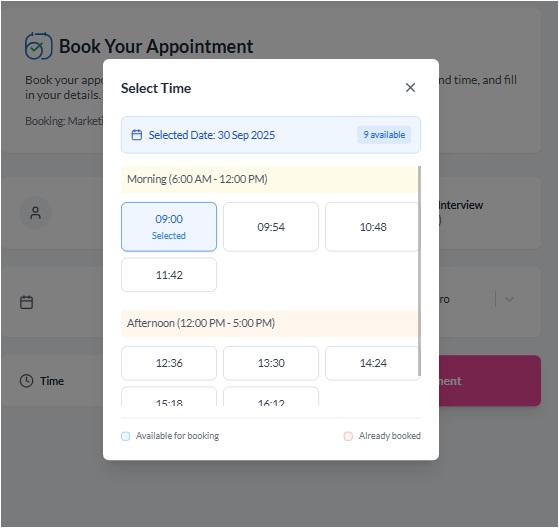 Book Your Appointment
Book your appo
nd time, and fill
in your details.
Booking: Marketi
Select Time
Selected Date: 30 Sep 2025
9 available
Morning (6:00 AM - 12:00 PM)
09:00
Selected
09:54
10:48
11:42
Afternoon (12:00 PM - 5:00 PM)
12:36
13:30
14:24
15:18
16:12
Available for booking
Already booked
Interview
)
ro
Time
ment